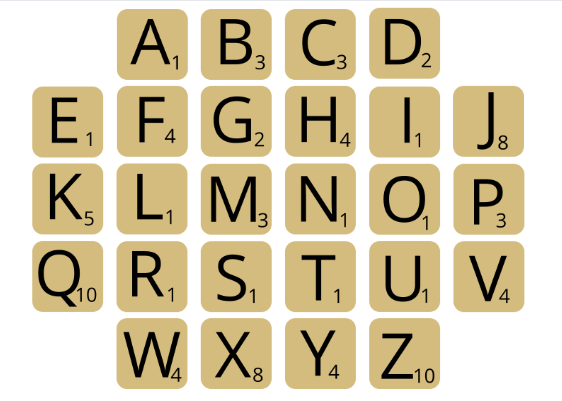 A1 B3 C3 D2
E1 F4 G2 H4 I1 J8
K5 L1 M3 N1 O1 P3
Q10 R1 S1 T1 U1 V4
W4 X8 Y4 Z10